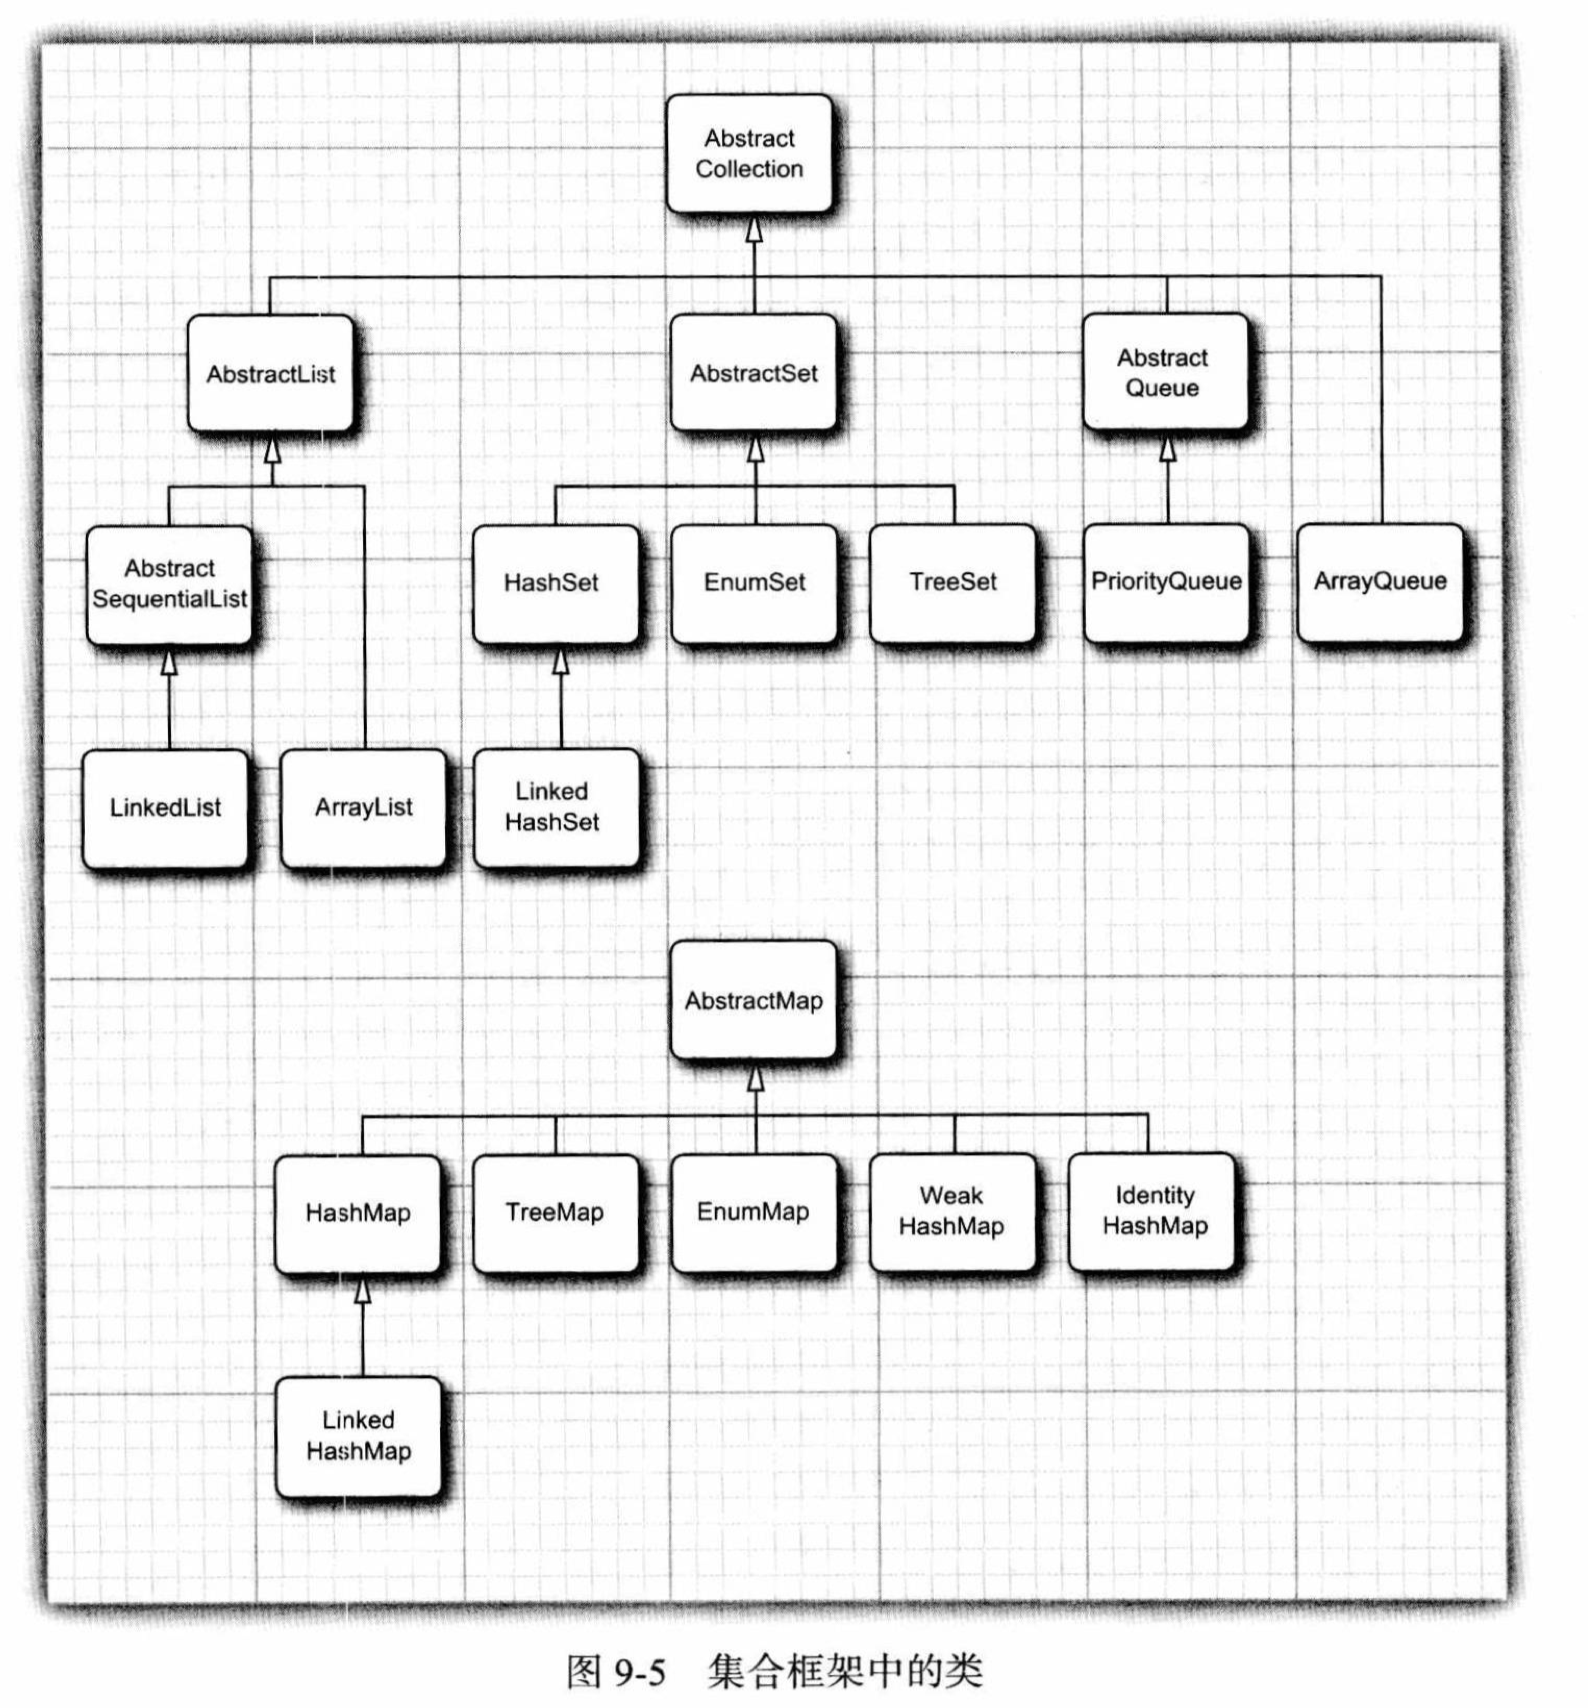 Abstract
Collection
AbstractList
AbstractSet
Abstract
Queue
Abstract
SequentialList
HashSet
EnumSet
TreeSet
PriorityQueue
ArrayQueue
LinkedList
ArrayList
Linked
HashSet
AbstractMap
HashMap
TreeMap
EnumMap
Weak
HashMap
Identity
HashMap
Linked
HashMap
图 9-5 集合框架中的类